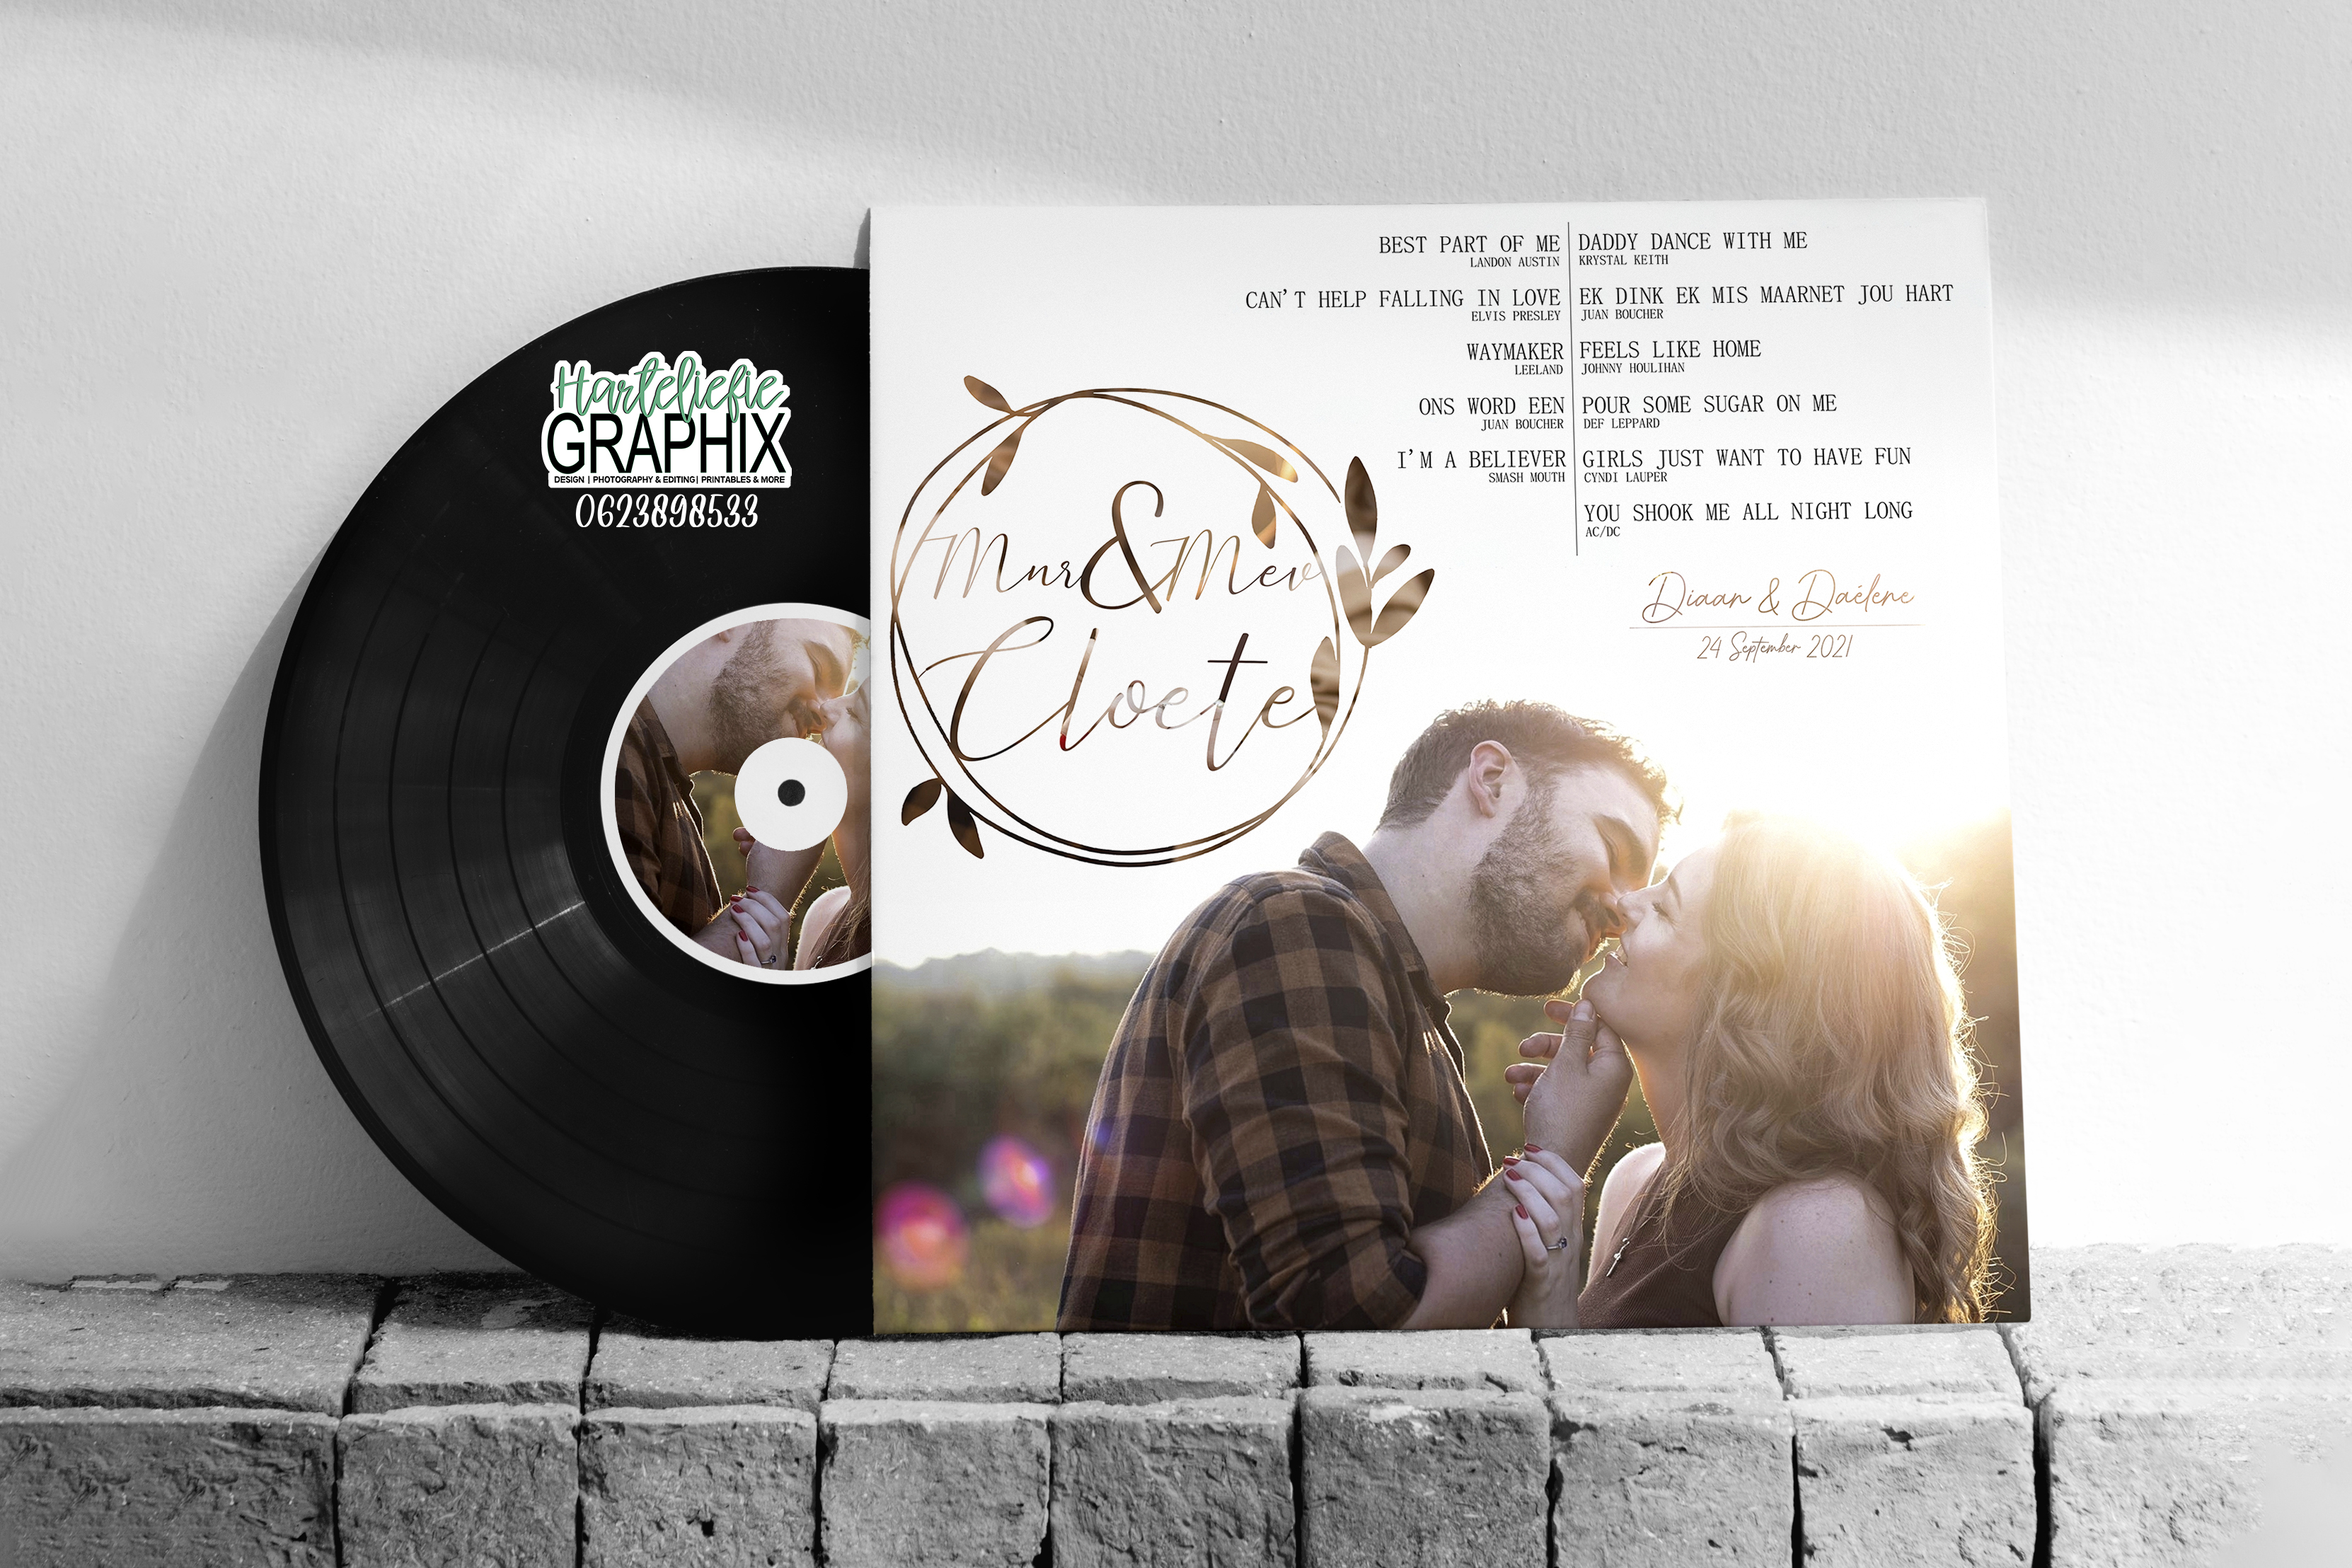 Harteliefie
GRAPHIX
DESIGN | PHOTOGRAPHY & EDITING| PRINTABLES & MORE
0623898533
BEST PART OF ME
LANDON AUSTIN
CAN'T HELP FALLING IN LOVE
ELVIS PRESLEY
WAYMAKER
LEELAND
ONS WORD EEN
JUAN BOUCHER
I'M A BELIEVER
SMASH MOUTH
DADDY DANCE WITH ME
KRYSTAL KEITH
EK DINK EK MIS MAARNET JOU HART
JUAN BOUCHER
FEELS LIKE HOME
JOHNY HOULIHAN
POUR SOME SUGAR ON ME
DEF LEPPARD
GIRLS JUST WANT TO HAVE FUN
CYNDI LAUPER
YOU SHOOK ME ALL NIGHT LONG
AC/DC
Mnr & Mev
Cloete
Diaan & Daélene
24 September 2021